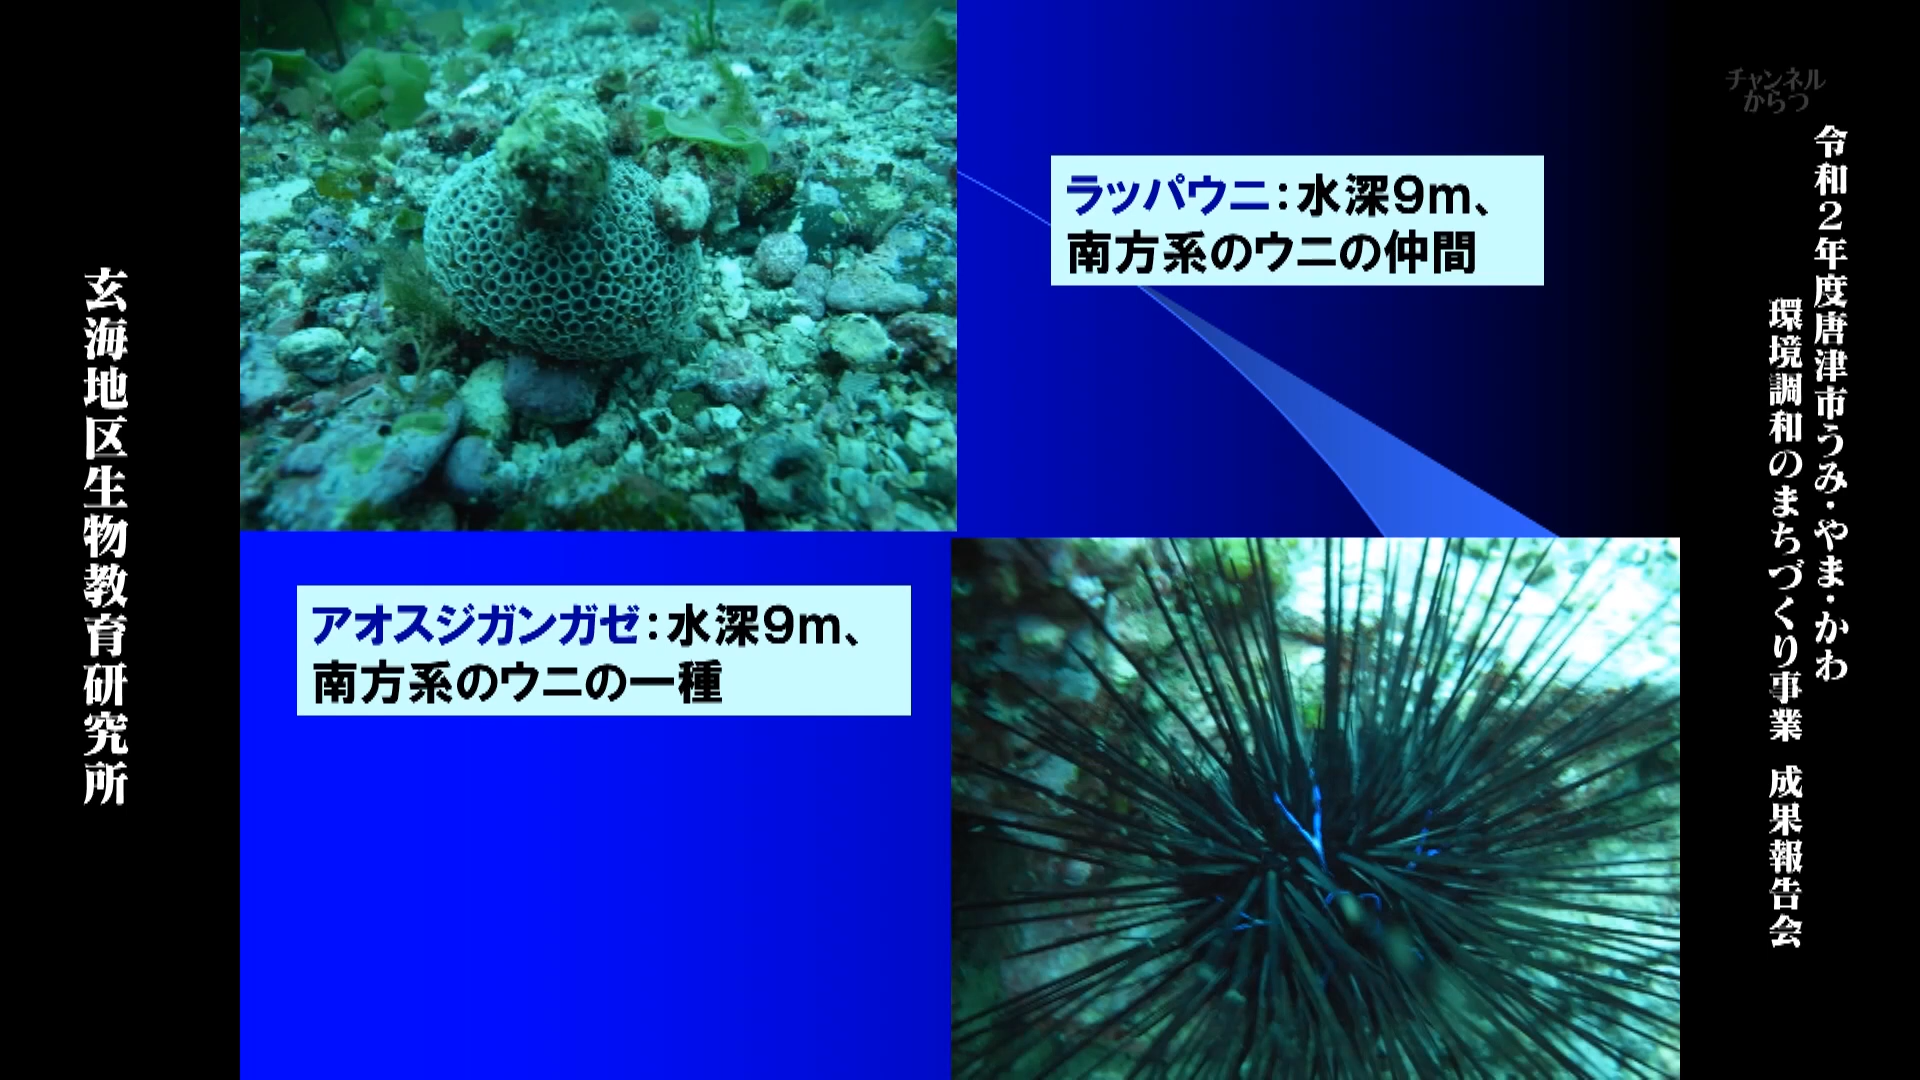 チャンネル
からつ
令和2年度唐津市うみ・やま・かわ
環境調和のまちづくり事業 成果報告会
ラッパウニ：水深9m、
南方系のウニの仲間
アオスジガンガゼ：水深9m、
南方系のウニの一種
玄海地区生物教育研究所